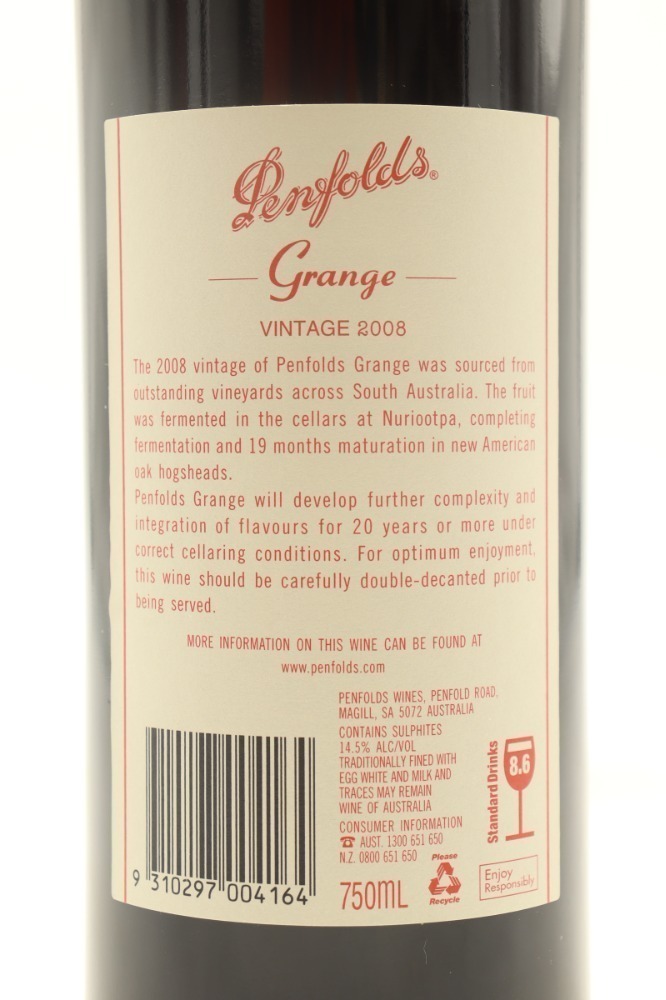 Penfolds®
Grange
VINTAGE 2008
The 2008 vintage of Penfolds Grange was sourced from
outstanding vineyards across South Australia. The fruit
was fermented in the cellars at Nuriootpa, completing
fermentation and 19 months maturation in new American
oak hogsheads.
Penfolds Grange will develop further complexity and
integration of flavours for 20 years or more under
correct cellaring conditions. For optimum enjoyment,
this wine should be carefully double-decanted prior to
being served.
MORE INFORMATION ON THIS WINE CAN BE FOUND AT
www.penfolds.com
PENFOLDS WINES, PENFOLD ROAD,
MAGILL, SA 5072 AUSTRALIA
CONTAINS SULPHITES
14.5% ALC/VOL
TRADITIONALLY FINED WITH
EGG WHITE AND MILK AND
TRACES MAY REMAIN
WINE OF AUSTRALIA
CONSUMER INFORMATION
☎ AUST. 1300 651 650
N.Z. 0800 651 650
750mL
Please
Recycle
Standard Drinks
8.6
Enjoy
Responsibly
9 310297 004164